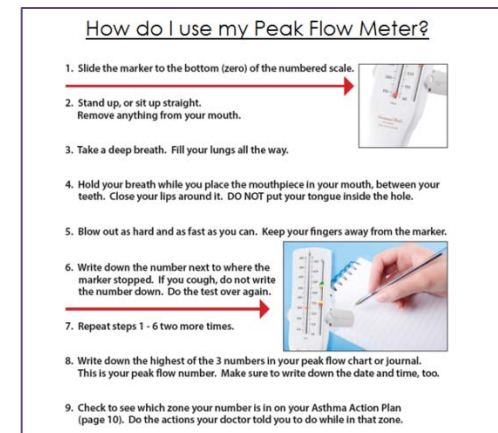 How do I use my Peak Flow Meter?
1. Slide the marker to the bottom (zero) of the numbered scale.
2. Stand up, or sit up straight.
Remove anything from your mouth.
3. Take a deep breath. Fill your lungs all the way.
4. Hold your breath while you place the mouthpiece in your mouth, between your
teeth. Close your lips around it. DO NOT put your tongue inside the hole.
5. Blow out as hard and as fast as you can. Keep your fingers away from the marker.
6. Write down the number next to where the
marker stopped. If you cough, do not write
the number down. Do the test over again.
7. Repeat steps 1 - 6 two more times.
8. Write down the highest of the 3 numbers in your peak flow chart or journal.
This is your peak flow number. Make sure to write down the date and time, too.
9. Check to see which zone your number is in on your Asthma Action Plan
(page 10). Do the actions your doctor told you to do while in that zone.